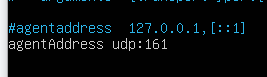 #agentaddress  127.0.0.1,[::1]
agentAddress udp:161